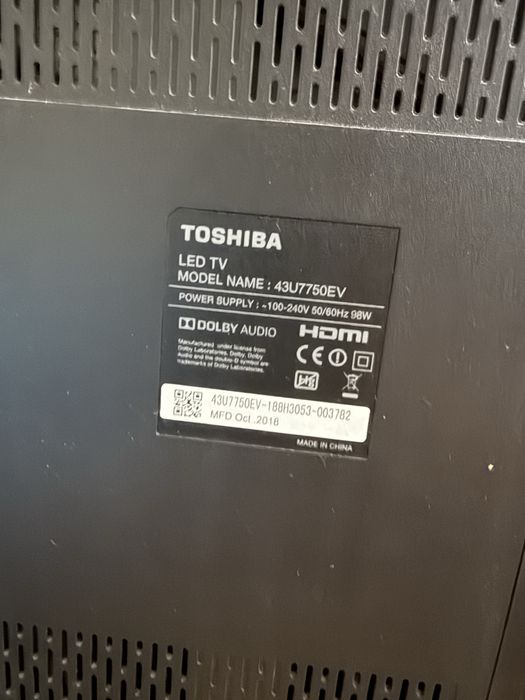 TOSHIBA
LED TV
MODEL NAME : 43U7750EV
POWER SUPPLY : ~100-240V 50/60Hz 98W
DOLBY AUDIO HDMI
Manufactured under license from
Dolby Laboratories. Dolby, Dolby
Audio and the double-D symbol are
trademarks of Dolby Laboratories.
CE
43U7750EV-188H3053-003782
MFD Oct .2018
MADE IN CHINA